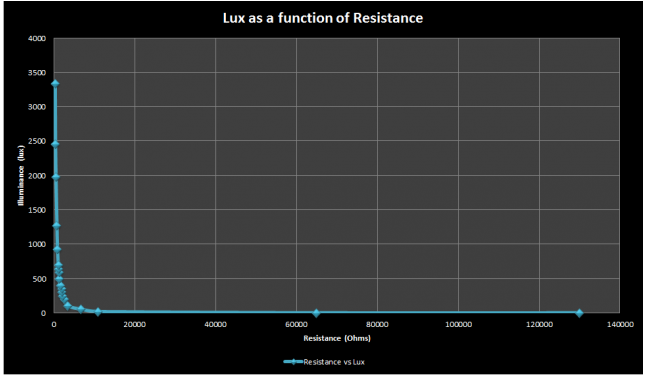 Lux as a function of Resistance
4000
3500
3000
2500
2000
1500
1000
500
0
Illuminance (lux)
0 20000 40000 60000 80000 100000 120000 140000
Resistance (Ohms)
Resistance vs Lux